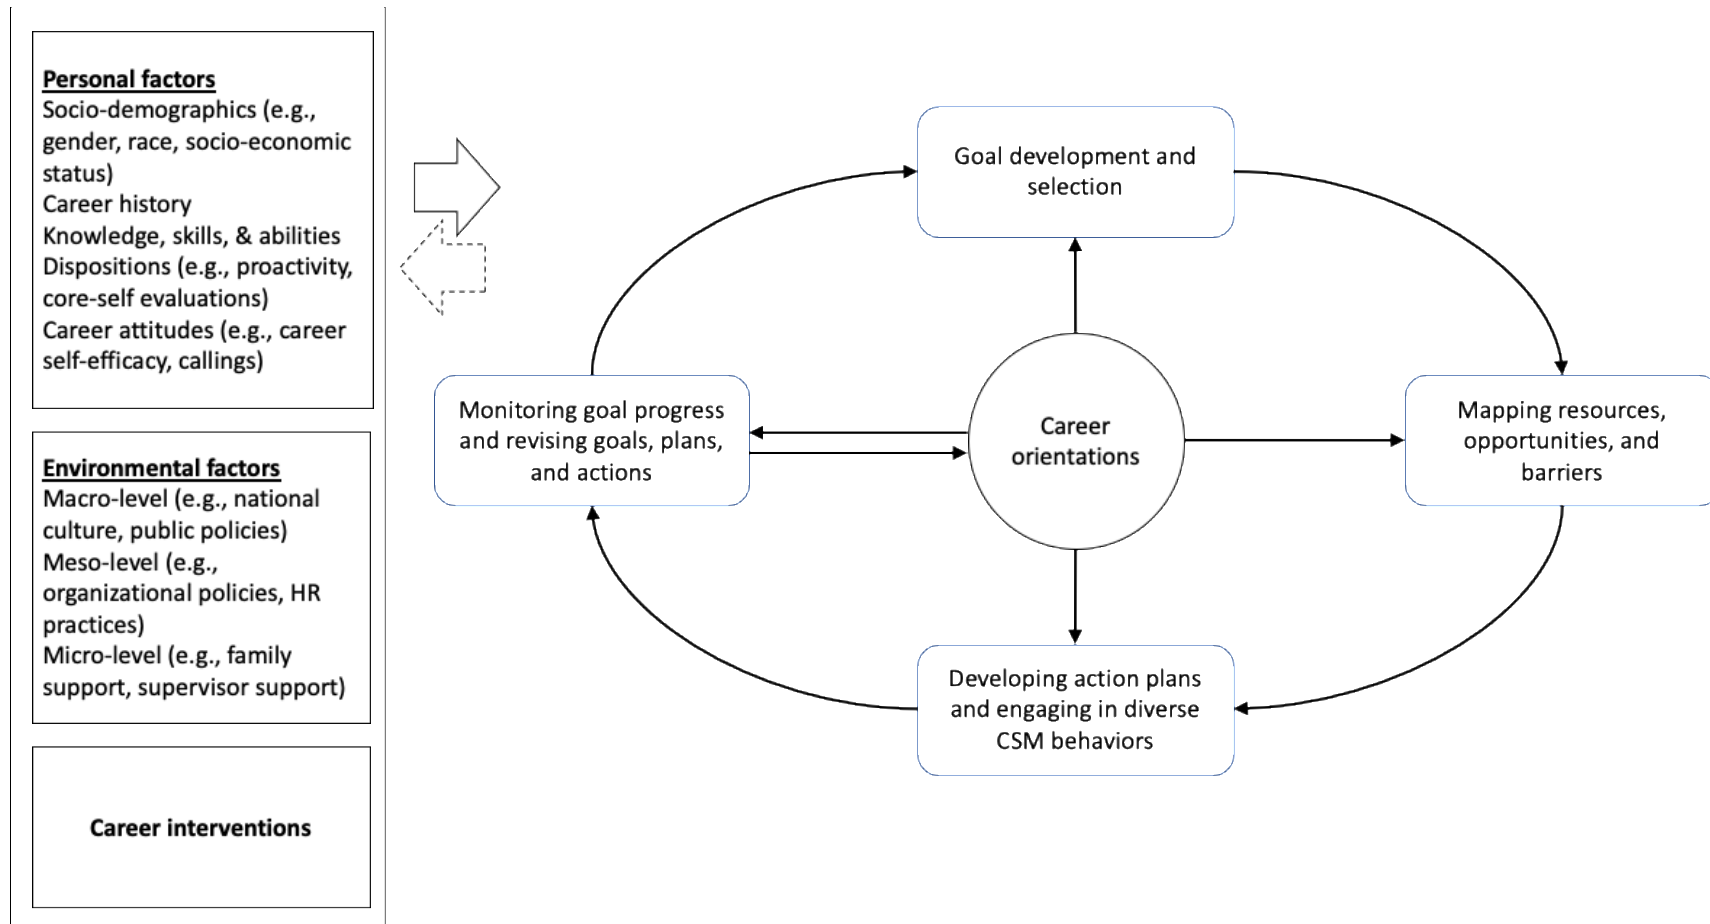 Personal factors
Socio-demographics (e.g.,
gender, race, socio-economic
status)
Career history
Knowledge, skills, & abilities
Dispositions (e.g., proactivity,
core-self evaluations)
Career attitudes (e.g., career
self-efficacy, callings)
Environmental factors
Macro-level (e.g., national
culture, public policies)
Meso-level (e.g.,
organizational policies, HR
practices)
Micro-level (e.g., family
support, supervisor support)
Career interventions
Goal development and
selection
Monitoring goal progress
and revising goals, plans,
and actions
Career
orientations
Mapping resources,
opportunities, and
barriers
Developing action plans
and engaging in diverse
CSM behaviors